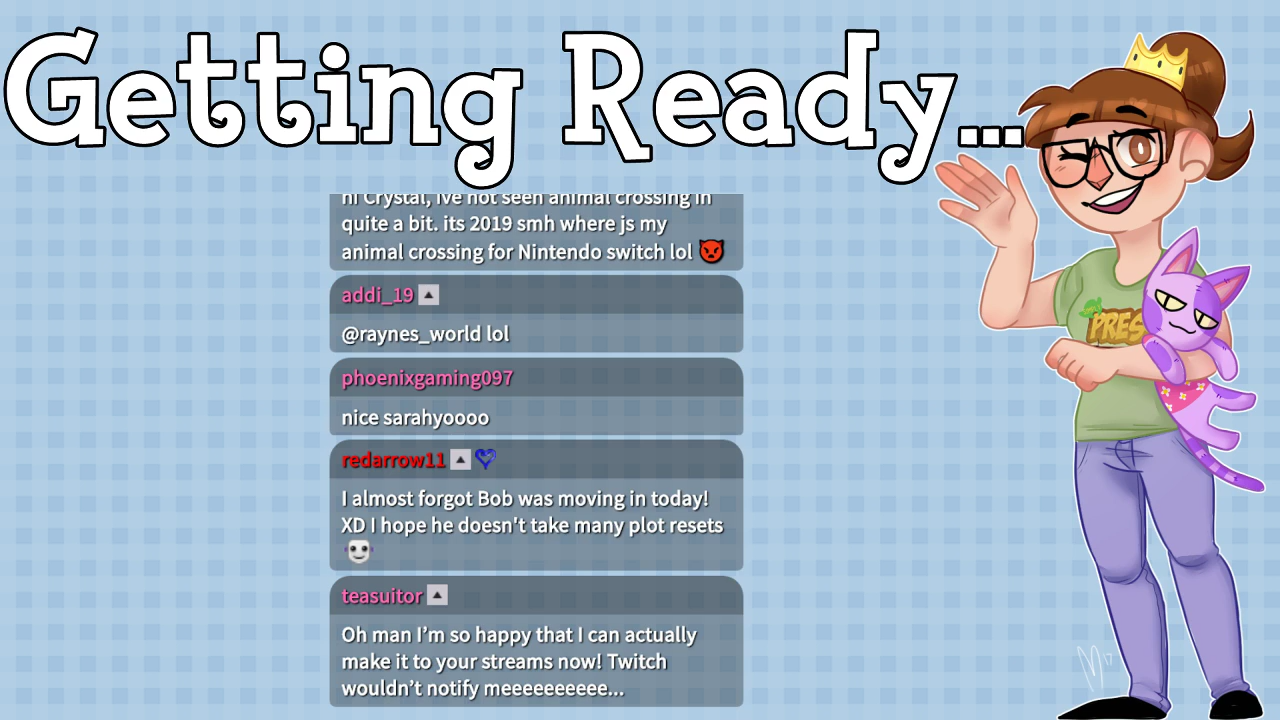 Getting Ready...
hi Crystal, ive not seen animal crossing in
quite a bit. its 2019 smh where js my
animal crossing for Nintendo switch lol
addi_19
@raynes_world lol
phoenixgaming097
nice sarahyoooo
redarrow11
I almost forgot Bob was moving in today!
XD I hope he doesn't take many plot resets
teasuitor
Oh man I’m so happy that I can actually
make it to your streams now! Twitch
wouldn’t notify meeeeeeeeee...
PRES